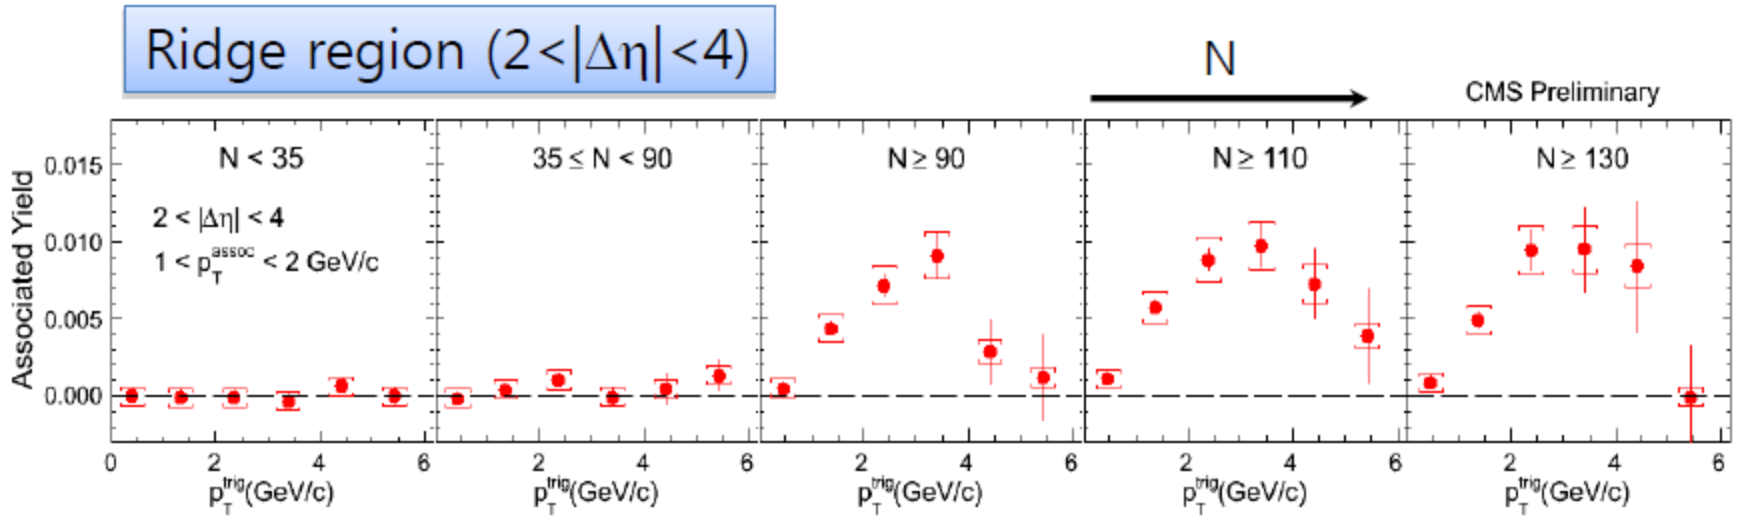 Ridge region (2<|Δη|<4)
N
CMS Preliminary
Associated Yield
0.015
0.010
0.005
0.000
N < 35
2 < |Δη| < 4
1 < p_T^assoc < 2 GeV/c
35 ≤ N < 90
N ≥ 90
N ≥ 110
N ≥ 130
0 2 4 6
2 4 6
2 4 6
2 4 6
2 4 6
p_T^trig(GeV/c)
p_T^trig(GeV/c)
p_T^trig(GeV/c)
p_T^trig(GeV/c)
p_T^trig(GeV/c)